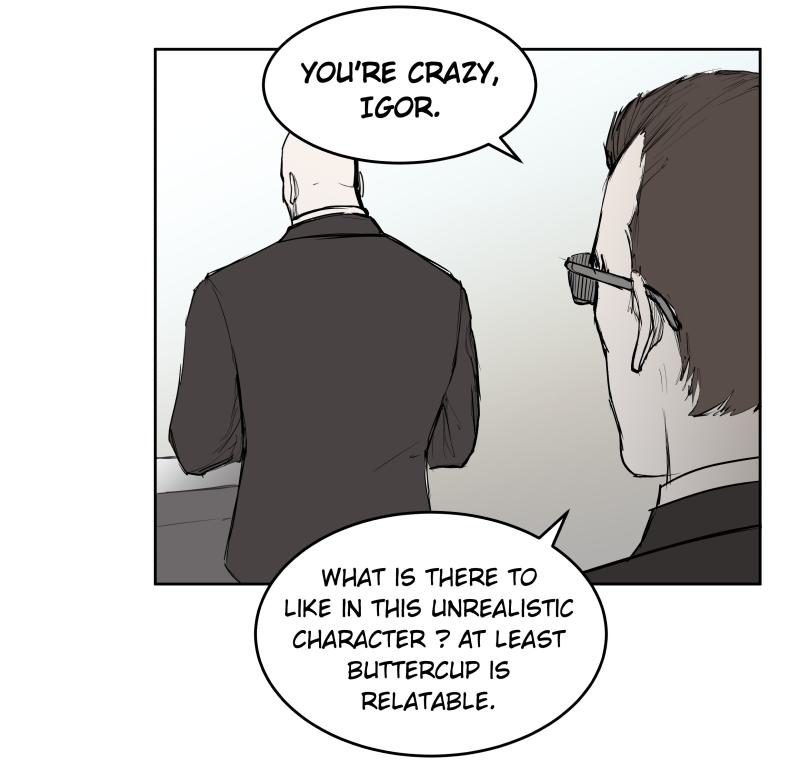 YOU'RE CRAZY,
IGOR.
WHAT IS THERE TO
LIKE IN THIS UNREALISTIC
CHARACTER ? AT LEAST
BUTTERCUP IS
RELATABLE.